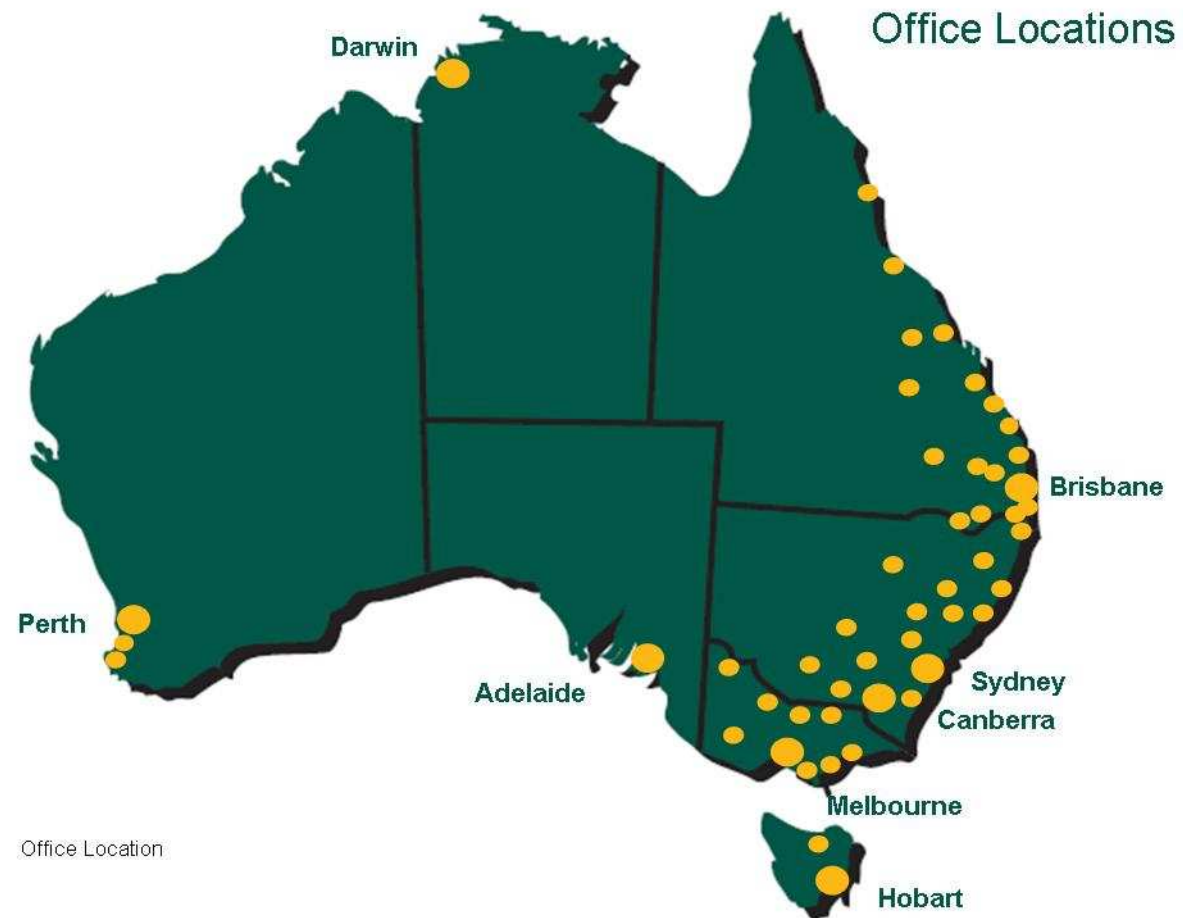 Office Locations
Darwin
Brisbane
Perth
Sydney
Adelaide
Canberra
Melbourne
Office Location
Hobart